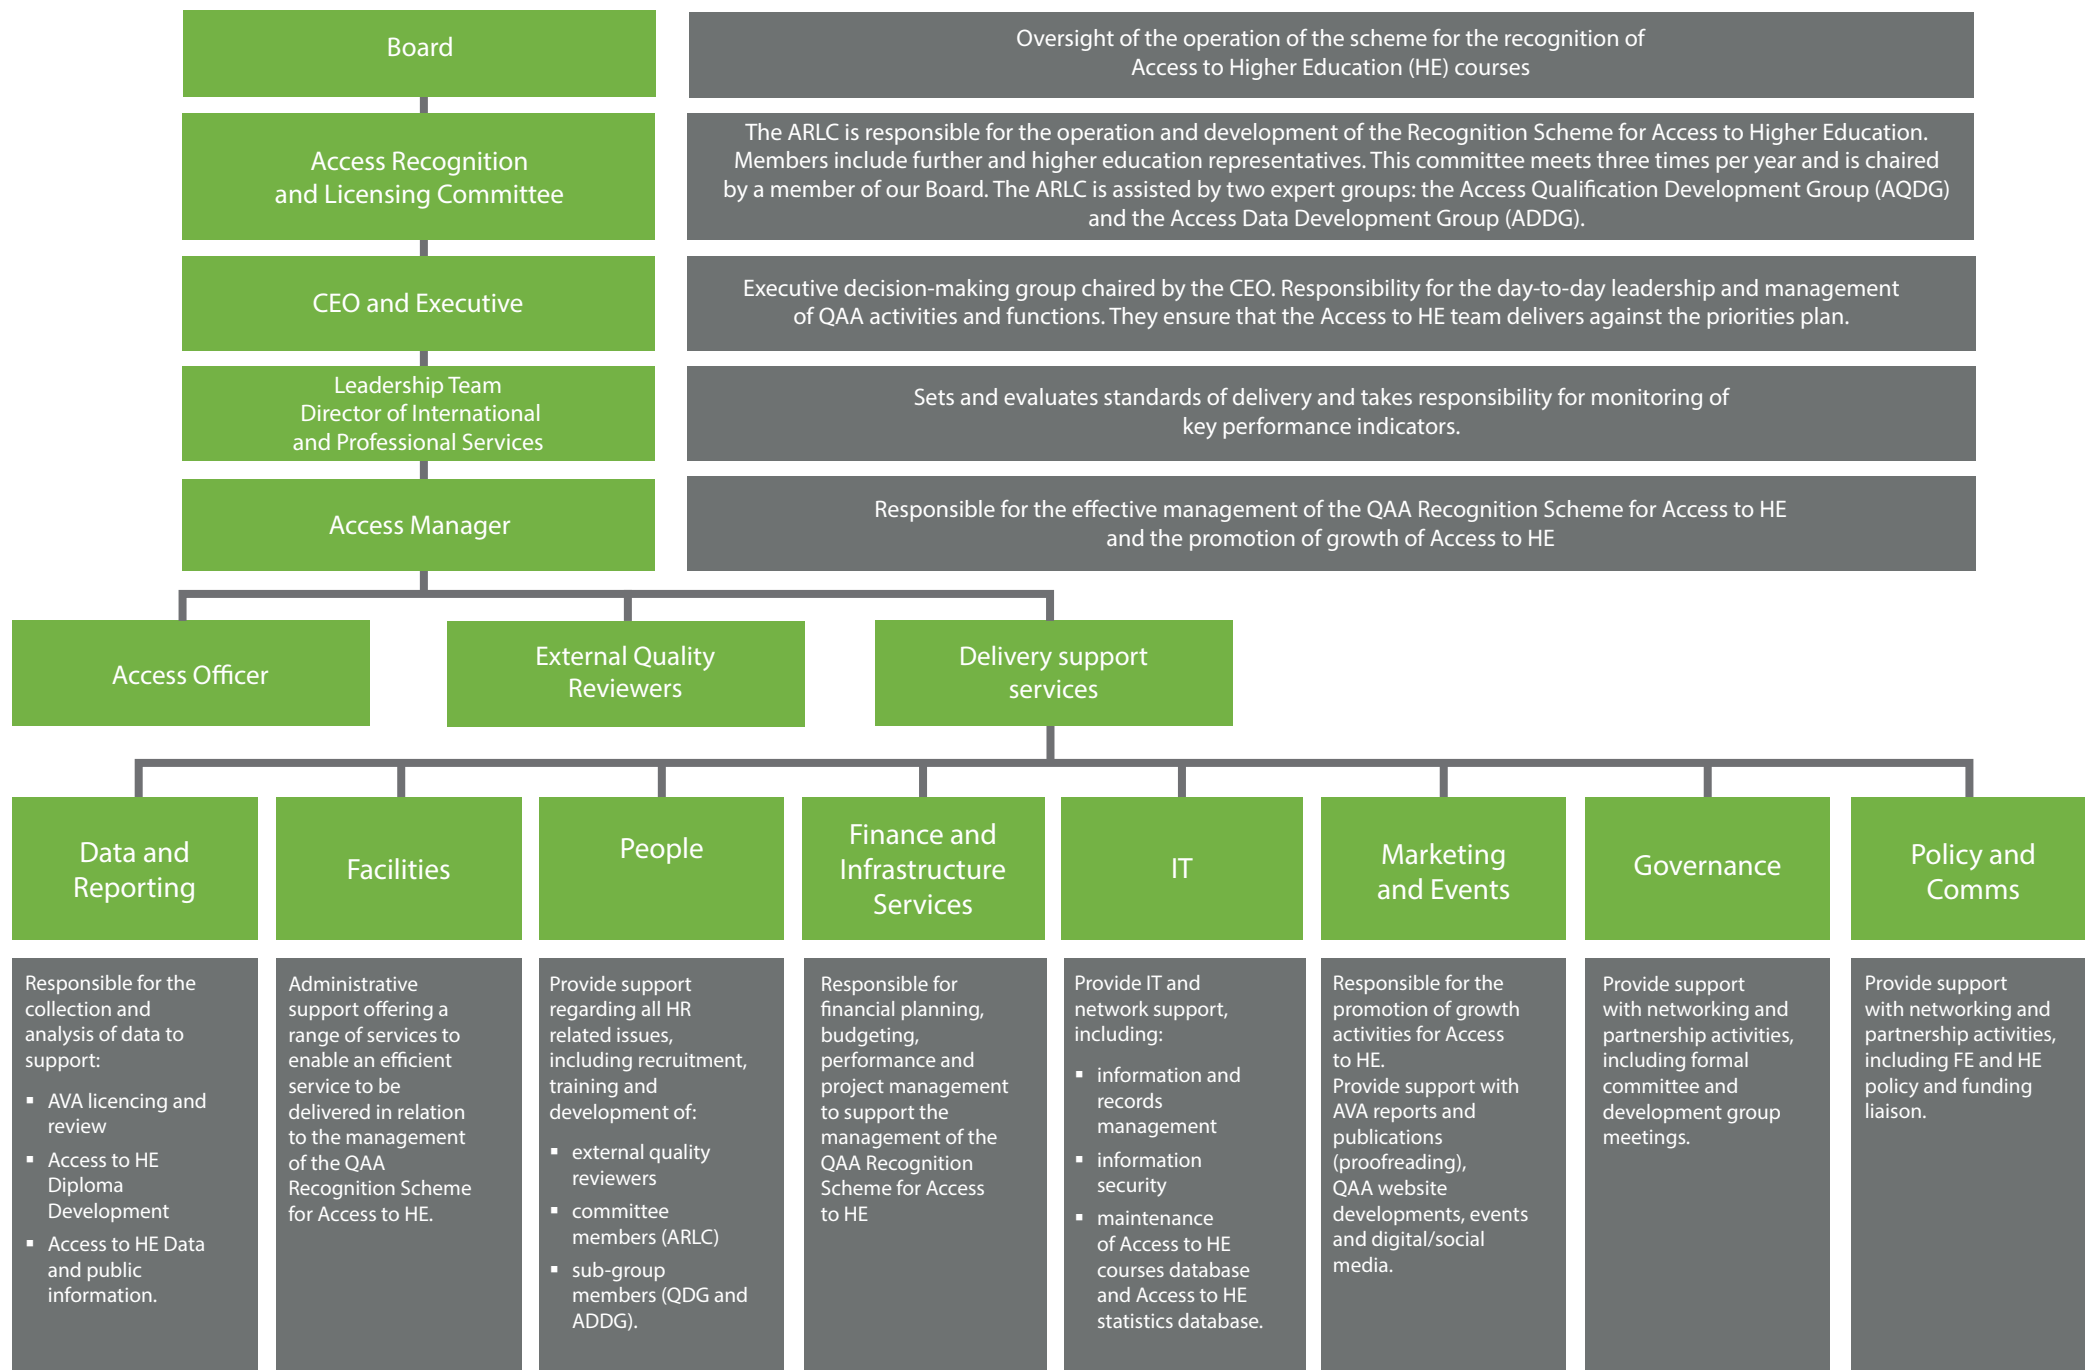 Board
Oversight of the operation of the scheme for the recognition of
Access to Higher Education (HE) courses
Access Recognition
and Licensing Committee
The ARLC is responsible for the operation and development of the Recognition Scheme for Access to Higher Education.
Members include further and higher education representatives. This committee meets three times per year and is chaired
by a member of our Board. The ARLC is assisted by two expert groups: the Access Qualification Development Group (AQDG)
and the Access Data Development Group (ADDG).
CEO and Executive
Executive decision-making group chaired by the CEO. Responsibility for the day-to-day leadership and management
of QAA activities and functions. They ensure that the Access to HE team delivers against the priorities plan.
Leadership Team
Director of International
and Professional Services
Sets and evaluates standards of delivery and takes responsibility for monitoring of
key performance indicators.
Access Manager
Responsible for the effective management of the QAA Recognition Scheme for Access to HE
and the promotion of growth of Access to HE
Access Officer
External Quality
Reviewers
Delivery support
services
Data and
Reporting
Facilities
People
Finance and
Infrastructure
Services
IT
Marketing
and Events
Governance
Policy and
Comms
Responsible for the
collection and
analysis of data to
support:
▪ AVA licencing and
review
▪ Access to HE
Diploma
Development
▪ Access to HE Data
and public
information.
Administrative
support offering a
range of services to
enable an efficient
service to be
delivered in relation
to the management
of the QAA
Recognition Scheme
for Access to HE.
Provide support
regarding all HR
related issues,
including recruitment,
training and
development of:
▪ external quality
reviewers
▪ committee
members (ARLC)
▪ sub-group
members (QDG and
ADDG).
Responsible for
financial planning,
budgeting,
performance and
project management
to support the
management of the
QAA Recognition
Scheme for Access
to HE
Provide IT and
network support,
including:
▪ information and
records
management
▪ information
security
▪ maintenance
of Access to HE
courses database
and Access to HE
statistics database.
Responsible for the
promotion of growth
activities for Access
to HE.
Provide support with
AVA reports and
publications
(proofreading),
QAA website
developments, events
and digital/social
media.
Provide support
with networking and
partnership activities,
including formal
committee and
development group
meetings.
Provide support
with networking and
partnership activities,
including FE and HE
policy and funding
liaison.